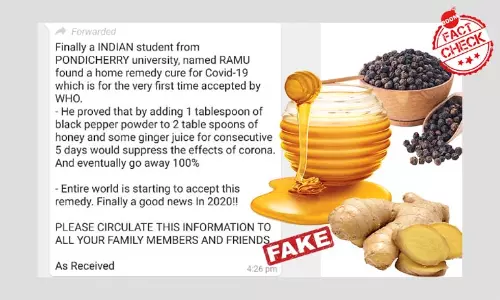 Forwarded
Finally a INDIAN student from
PONDICHERRY university, named RAMU
found a home remedy cure for Covid-19
which is for the very first time accepted by
WHO.
- He proved that by adding 1 tablespoon of
black pepper powder to 2 table spoons of
honey and some ginger juice for consecutive
5 days would suppress the effects of corona.
And eventually go away 100%
- Entire world is starting to accept this
remedy. Finally a good news In 2020!!
PLEASE CIRCULATE THIS INFORMATION TO
ALL YOUR FAMILY MEMBERS AND FRIENDS
As Received
4:26 pm
FAKE
BOOM
FACT
CHECK